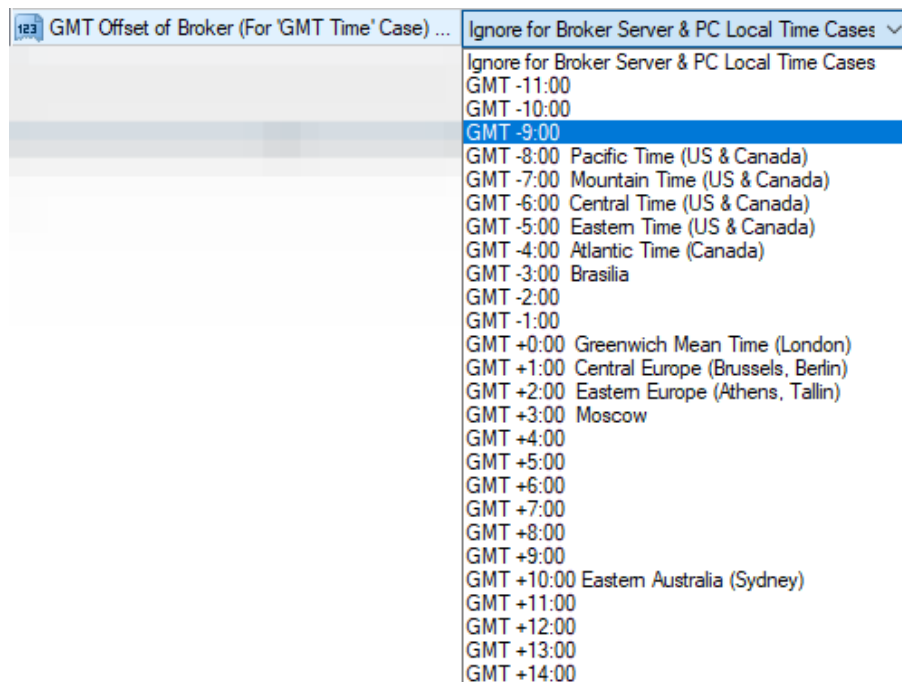 123 GMT Offset of Broker (For 'GMT Time' Case) ... Ignore for Broker Server & PC Local Time Cases
Ignore for Broker Server & PC Local Time Cases
GMT -11:00
GMT -10:00
GMT -9:00
GMT -8:00 Pacific Time (US & Canada)
GMT -7:00 Mountain Time (US & Canada)
GMT -6:00 Central Time (US & Canada)
GMT -5:00 Eastern Time (US & Canada)
GMT -4:00 Atlantic Time (Canada)
GMT -3:00 Brasilia
GMT -2:00
GMT -1:00
GMT +0:00 Greenwich Mean Time (London)
GMT +1:00 Central Europe (Brussels, Berlin)
GMT +2:00 Eastern Europe (Athens, Tallin)
GMT +3:00 Moscow
GMT +4:00
GMT +5:00
GMT +6:00
GMT +7:00
GMT +8:00
GMT +9:00
GMT +10:00 Eastern Australia (Sydney)
GMT +11:00
GMT +12:00
GMT +13:00
GMT +14:00